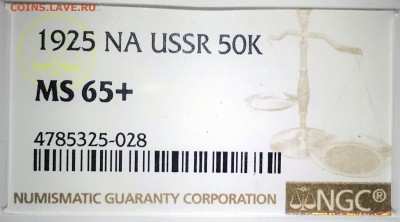 COINS.LAVE.RU
1925 NA USSR 50K
MS 65+
4785325-028
NUMISMATIC GUARANTY CORPORATION
NGC®